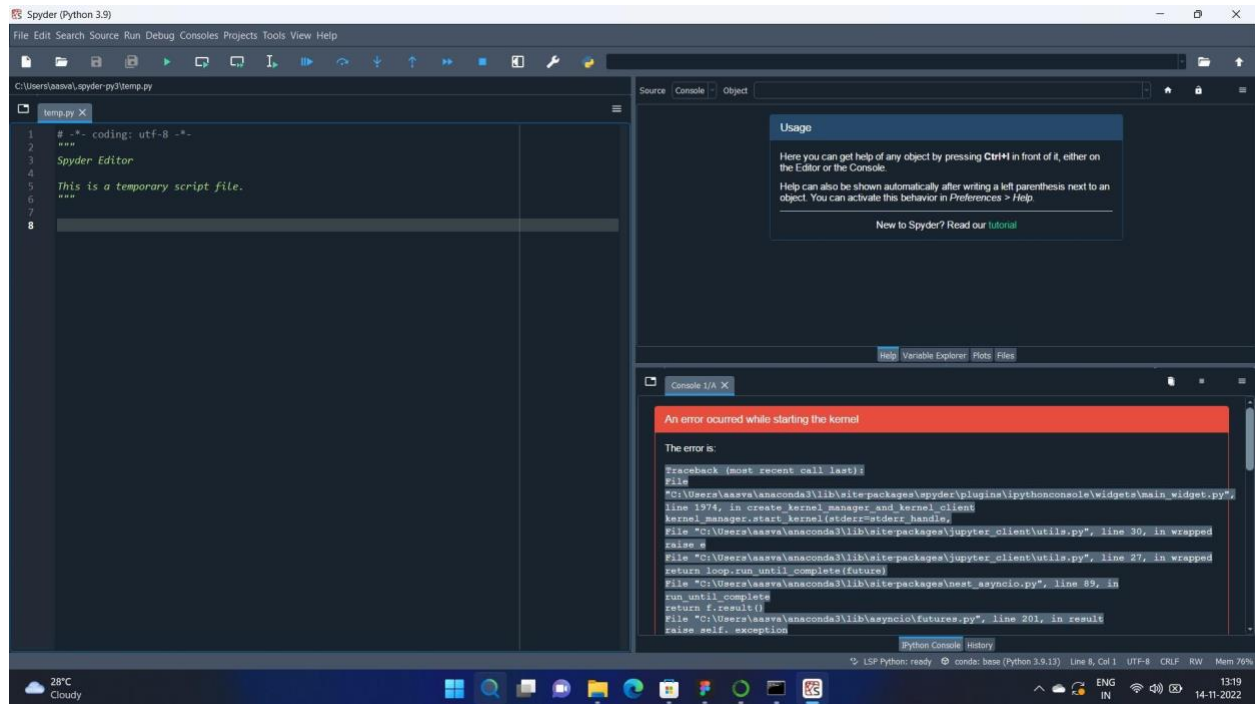 Spyder (Python 3.9)
File Edit Search Source Run Debug Consoles Projects Tools View Help
C:\Users\aasva\.spyder-py3\temp.py
temp.py
1 # -*- coding: utf-8 -*-
2 """
3 Spyder Editor
4
5 This is a temporary script file.
6 """
7
8
Source Console Object
Usage
Here you can get help of any object by pressing Ctrl+I in front of it, either on
the Editor or the Console.
Help can also be shown automatically after writing a left parenthesis next to an
object. You can activate this behavior in Preferences > Help.
New to Spyder? Read our tutorial
Help Variable Explorer Plots Files
Console 1/A
An error ocurred while starting the kernel
The error is:
Traceback (most recent call last):
File
"C:\Users\aasva\anaconda3\lib\site-packages\spyder\plugins\ipythonconsole\widgets\main_widget.py",
line 1974, in create_kernel_manager_and_kernel_client
kernel_manager.start_kernel(stderr=stderr_handle,
File "C:\Users\aasva\anaconda3\lib\site-packages\jupyter_client\utils.py", line 30, in wrapped
raise e
File "C:\Users\aasva\anaconda3\lib\site-packages\jupyter_client\utils.py", line 27, in wrapped
return loop.run_until_complete(future)
File "C:\Users\aasva\anaconda3\lib\site-packages\nest_asyncio.py", line 89, in
run_until_complete
return f.result()
File "C:\Users\aasva\anaconda3\lib\asyncio\futures.py", line 201, in result
raise self._exception
IPython Console History
LSP Python: ready conda: base (Python 3.9.13) Line 8, Col 1 UTF-8 CRLF RW Mem 76%
28°C
Cloudy
ENG
IN
13:19
14-11-2022